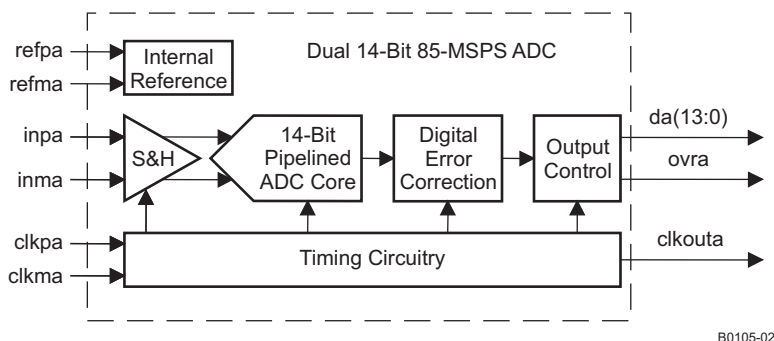 refpa
refma
Internal
Reference
Dual 14-Bit 85-MSPS ADC
inpa
inma
S&H
14-Bit
Pipelined
ADC Core
Digital
Error
Correction
Output
Control
da(13:0)
ovra
clkpa
clkma
Timing Circuitry
clkouta
B0105-02